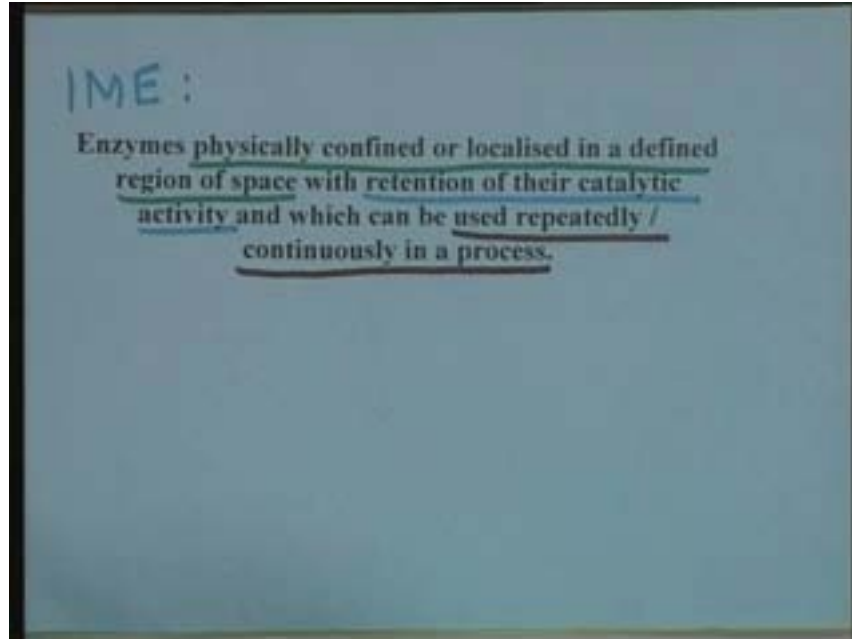 IME :
Enzymes physically confined or localised in a defined
region of space with retention of their catalytic
activity and which can be used repeatedly /
continuously in a process.